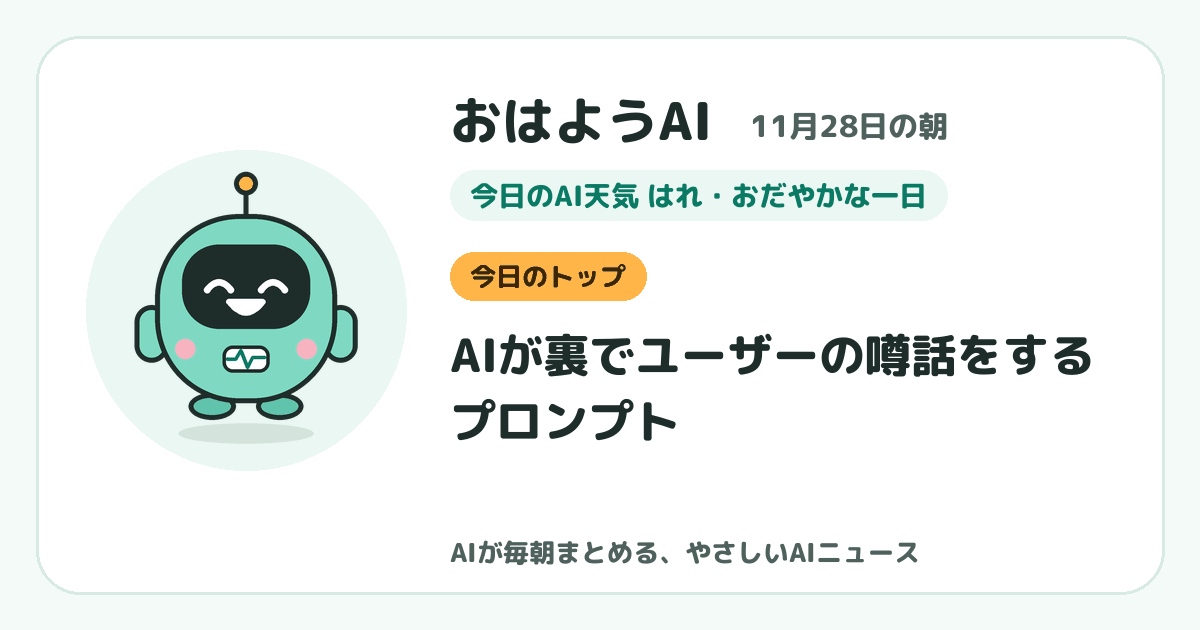 おはようAI 11月28日の朝
今日のAI天気 はれ・おだやかな一日
今日のトップ
AIが裏でユーザーの噂話をする
プロンプト
AIが毎朝まとめる、やさしいAIニュース